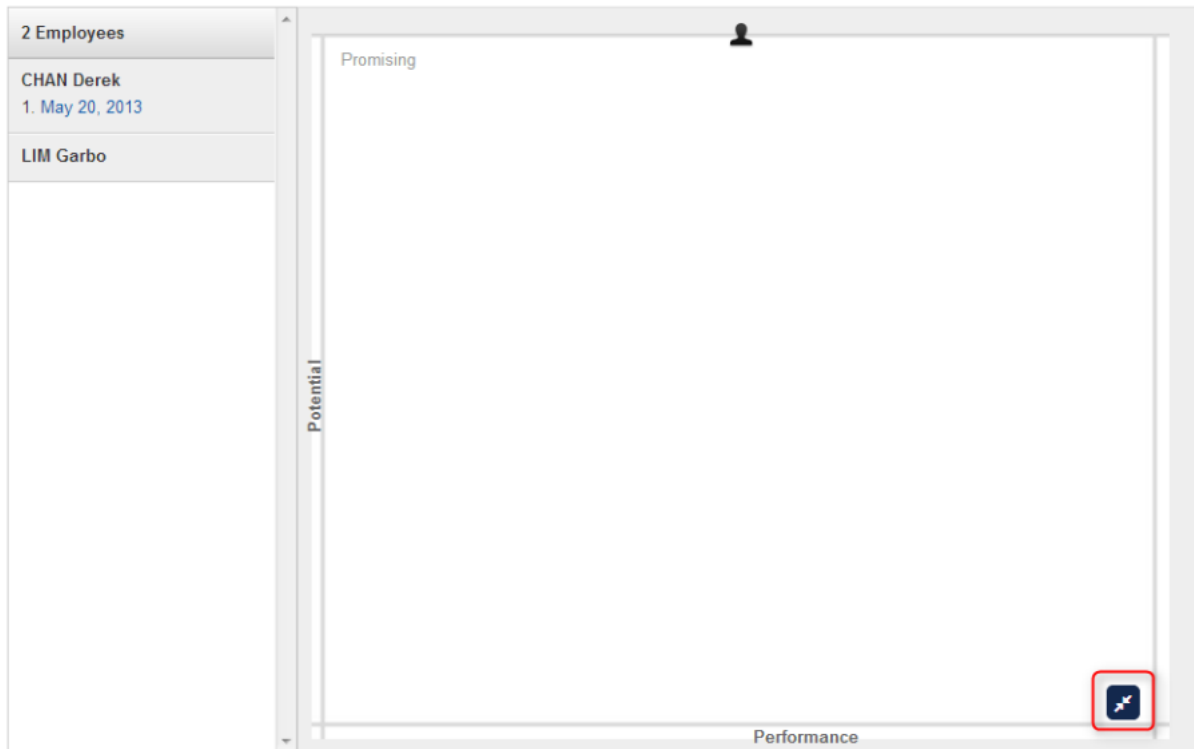 2 Employees
CHAN Derek
1. May 20, 2013
LIM Garbo
Promising
Potential
Performance